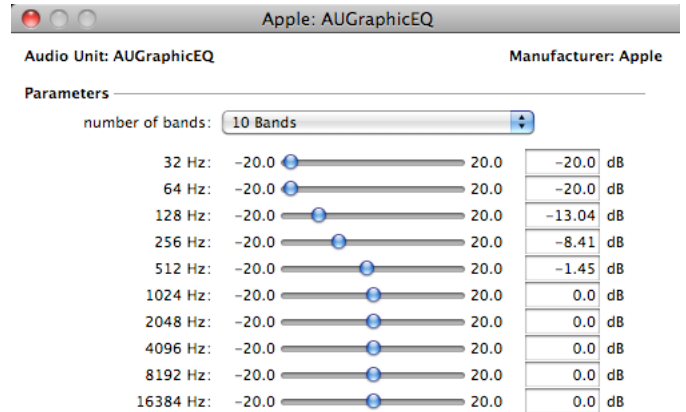 Apple: AUGraphicEQ
Audio Unit: AUGraphicEQ Manufacturer: Apple
Parameters
number of bands: 10 Bands
32 Hz: -20.0 20.0 -20.0 dB
64 Hz: -20.0 20.0 -20.0 dB
128 Hz: -20.0 20.0 -13.04 dB
256 Hz: -20.0 20.0 -8.41 dB
512 Hz: -20.0 20.0 -1.45 dB
1024 Hz: -20.0 20.0 0.0 dB
2048 Hz: -20.0 20.0 0.0 dB
4096 Hz: -20.0 20.0 0.0 dB
8192 Hz: -20.0 20.0 0.0 dB
16384 Hz: -20.0 20.0 0.0 dB